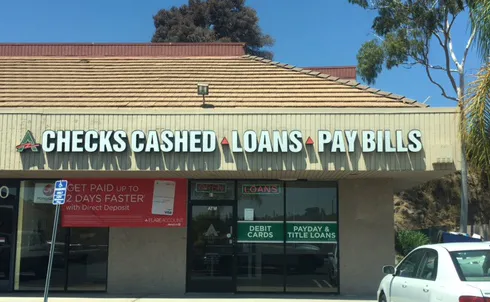 CHECKS CASHED LOANS PAY BILLS
GET PAID UP TO
2 DAYS FASTER
with Direct Deposit
OPEN
LOANS
DEBIT
CARDS
PAYDAY &
TITLE LOANS